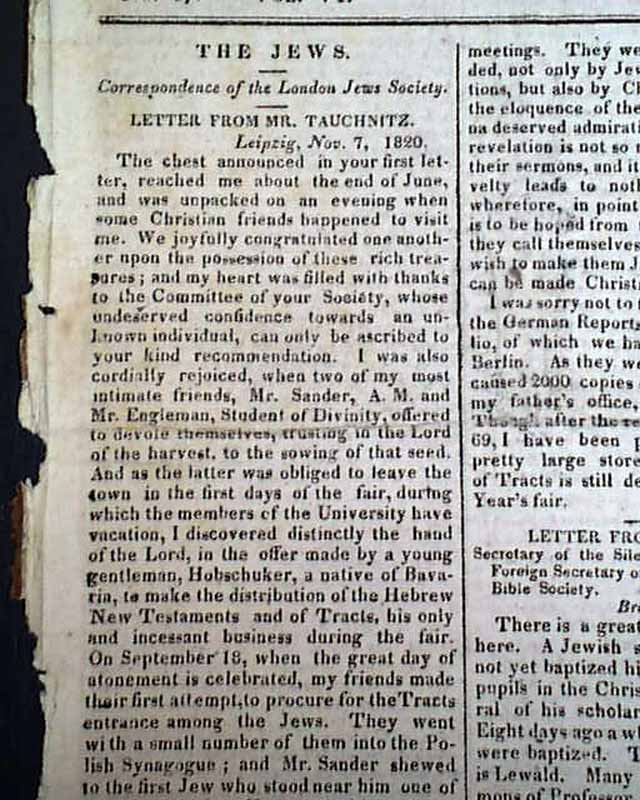 THE JEWS.
Correspondence of the London Jews Society.
LETTER FROM MR. TAUCHNITZ.
Leipzig, Nov. 7, 1820.
The chest announced in your first let-
ter, reached me about the end of June,
and was unpacked on an evening when
some Christian friends happened to visit
me. We joyfully congratulated one anoth-
er upon the possession of these rich trea-
sures; and my heart was filled with thanks
to the Committee of your Society, whose
undeserved confidence towards an un-
known individual, can only be ascribed to
your kind recommendation. I was also
cordially rejoiced, when two of my most
intimate friends, Mr. Sander, A. M. and
Mr. Engleman, Student of Divinity, offered
to devote themselves, trusting in the Lord
of the harvest, to the sowing of that seed.
And as the latter was obliged to leave the
town in the first days of the fair, during
which the members of the University have
vacation, I discovered distinctly the hand
of the Lord, in the offer made by a young
gentleman, Hobschuker, a native of Bava-
ria, to make the distribution of the Hebrew
New Testaments and of Tracts, his only
and incessant business during the fair.
On September 18, when the great day of
atonement is celebrated, my friends made
their first attempt, to procure for the Tracts
entrance among the Jews. They went
with a small number of them into the Po-
lish Synagogue; and Mr. Sander shewed
to the first Jew who stood near him one of
meetings. They we
ded, not only by Jew
tions, but also by Ch
the eloquence of the
na deserved admirati
revelation is not so
their sermons, and it
velty leads to noth
wherefore, in point
is to be hoped from
they call themselves
wish to make them J
can be made Christi
I was sorry not to
the German Report
lio, of which we ha
Berlin. As they we
caused 2000 copies
my father's office,
after the
69, I have been p
pretty large store
of Tracts is still de
Year's fair.
LETTER FRO
Secretary of the Sile
Foreign Secretary o
Bible Society.
Bre
There is a great
here. A Jewish s
not yet baptized hi
pupils in the Chris
ral of his scholar
Eight days ago a w
were baptized. T
is Lewald. Many
mons of Professor